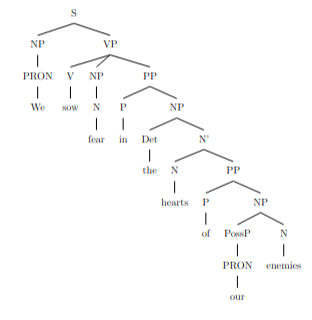 S
NP VP
PRON V NP PP
We sow N P NP
fear in Det N'
the N PP
hearts P NP
of PossP N
PRON enemies
our